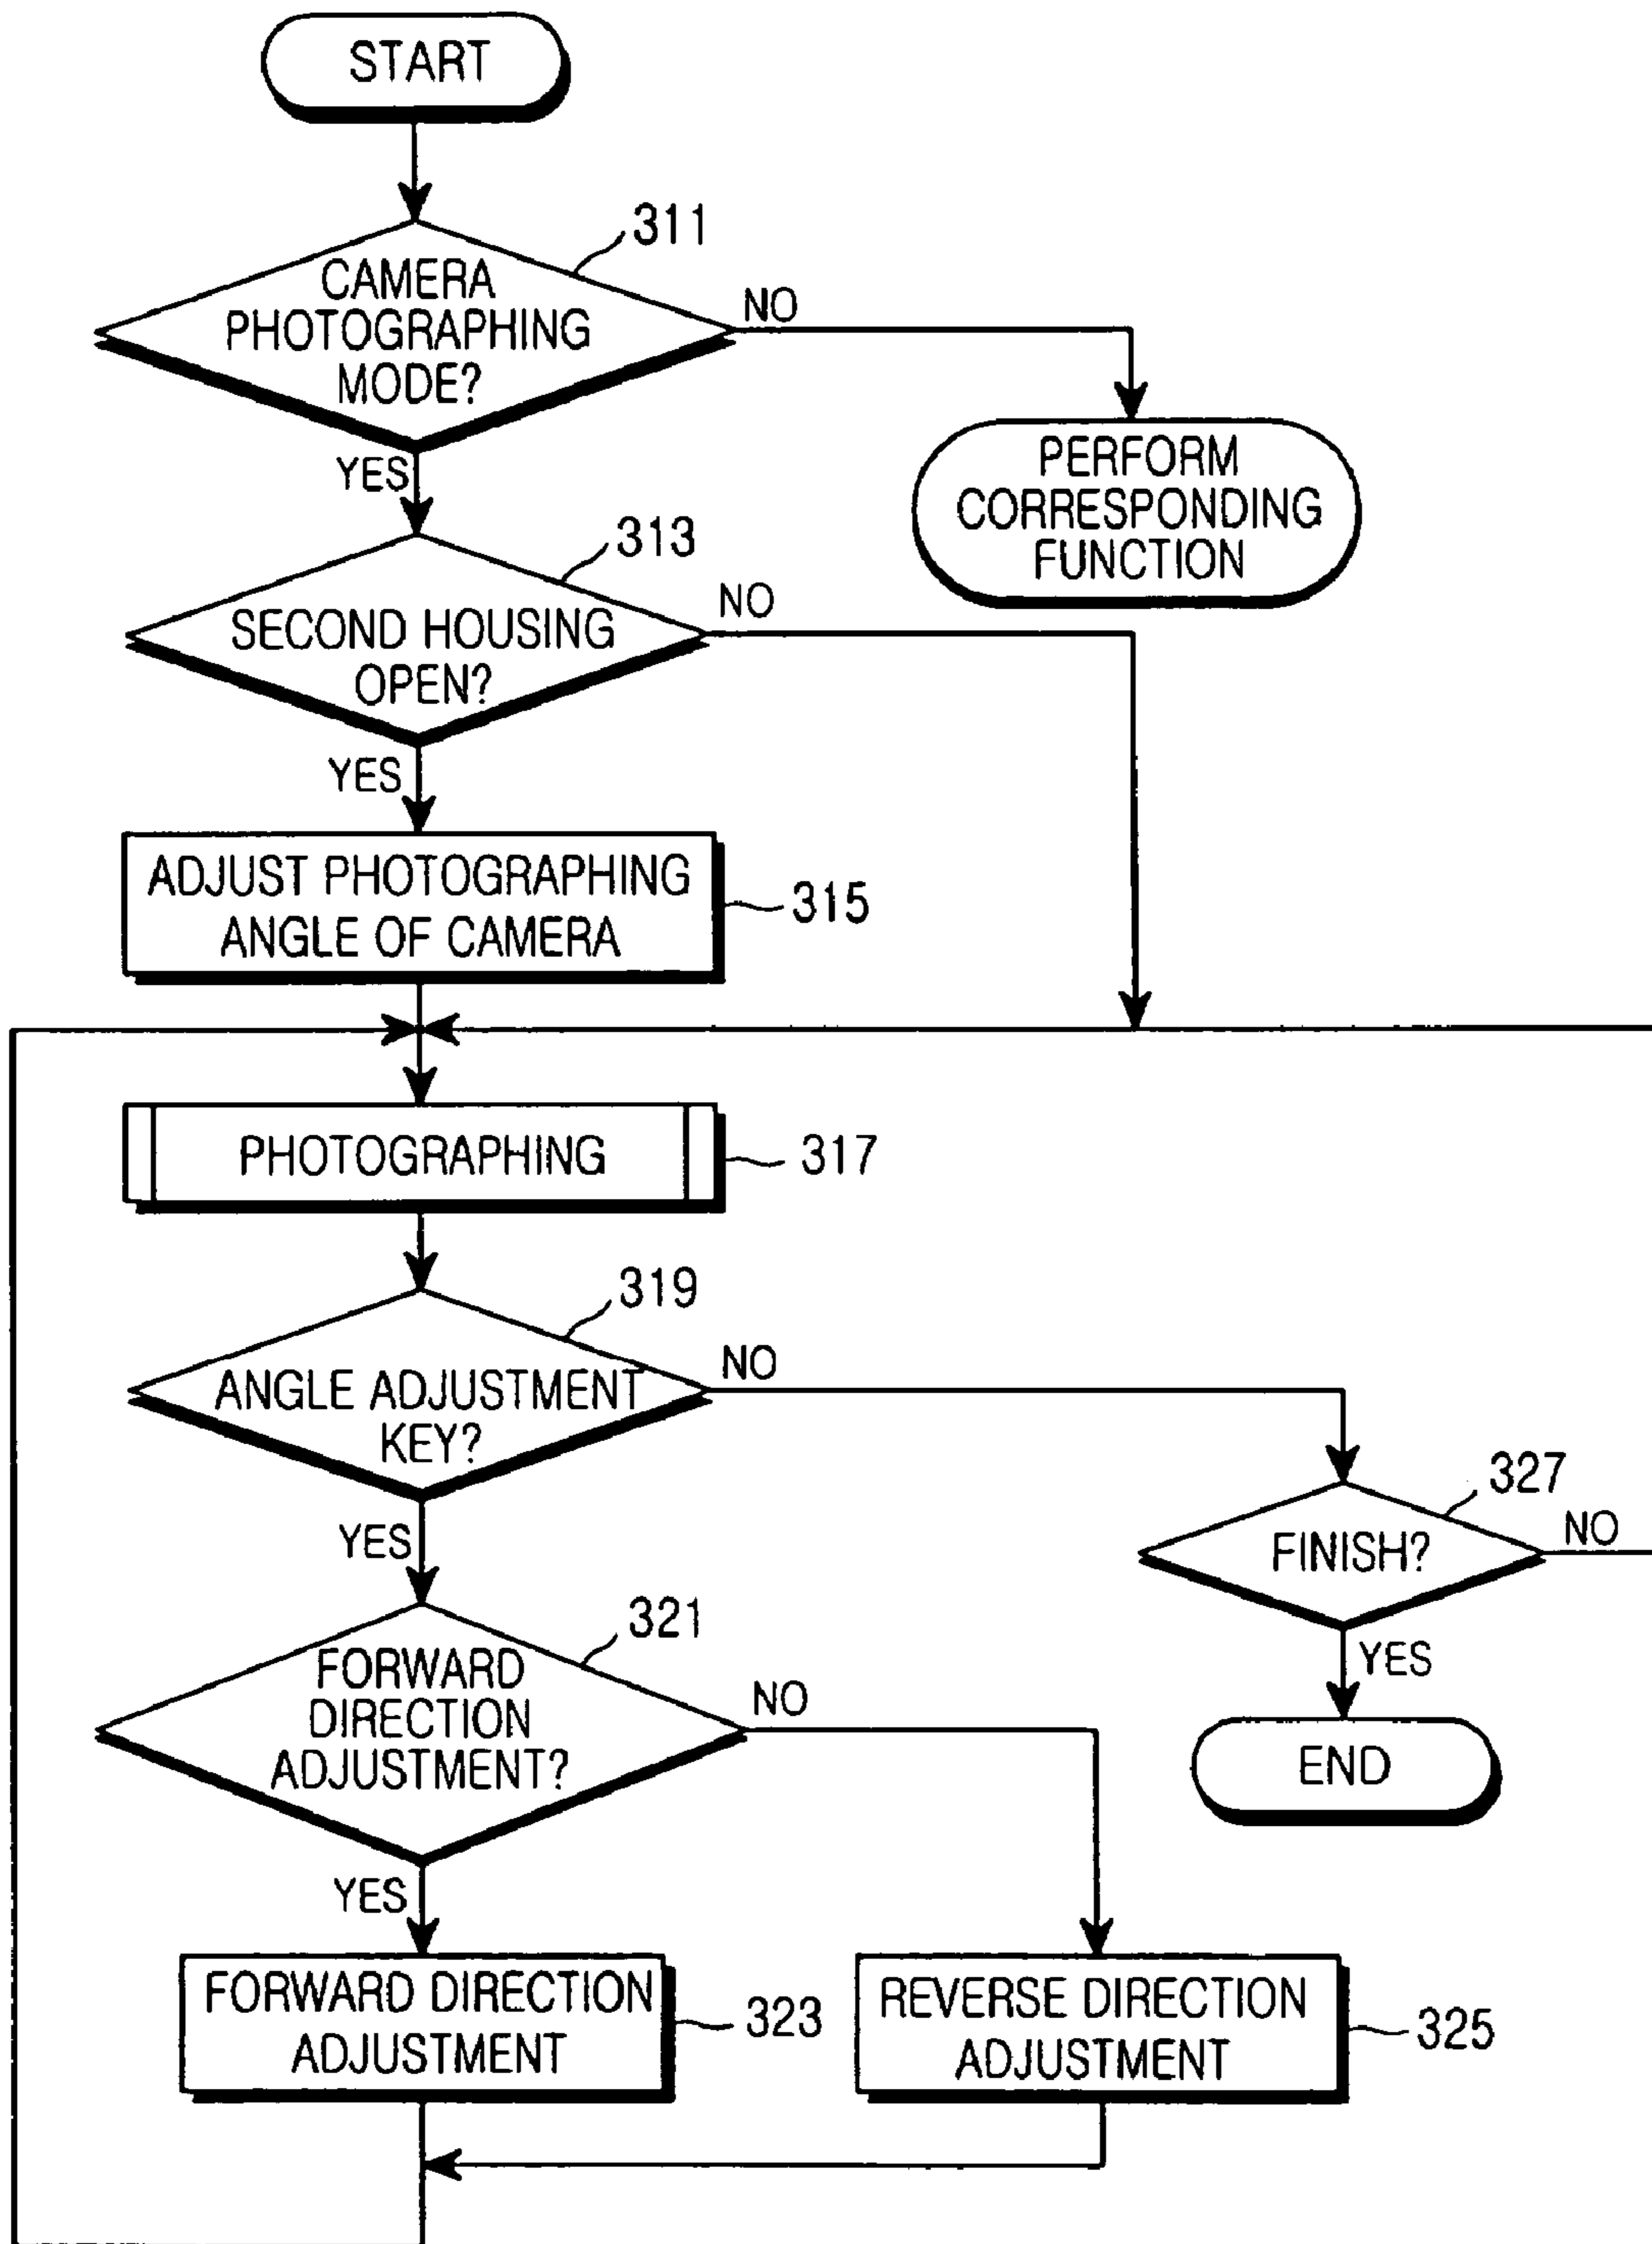 START
311
CAMERA
PHOTOGRAPHING
MODE?
NO
YES
PERFORM
CORRESPONDING
FUNCTION
313
SECOND HOUSING
OPEN?
NO
YES
ADJUST PHOTOGRAPHING
ANGLE OF CAMERA
315
PHOTOGRAPHING
317
319
ANGLE ADJUSTMENT
KEY?
NO
YES
327
FINISH?
NO
YES
END
321
FORWARD
DIRECTION
ADJUSTMENT?
NO
YES
FORWARD DIRECTION
ADJUSTMENT
323
REVERSE DIRECTION
ADJUSTMENT
325